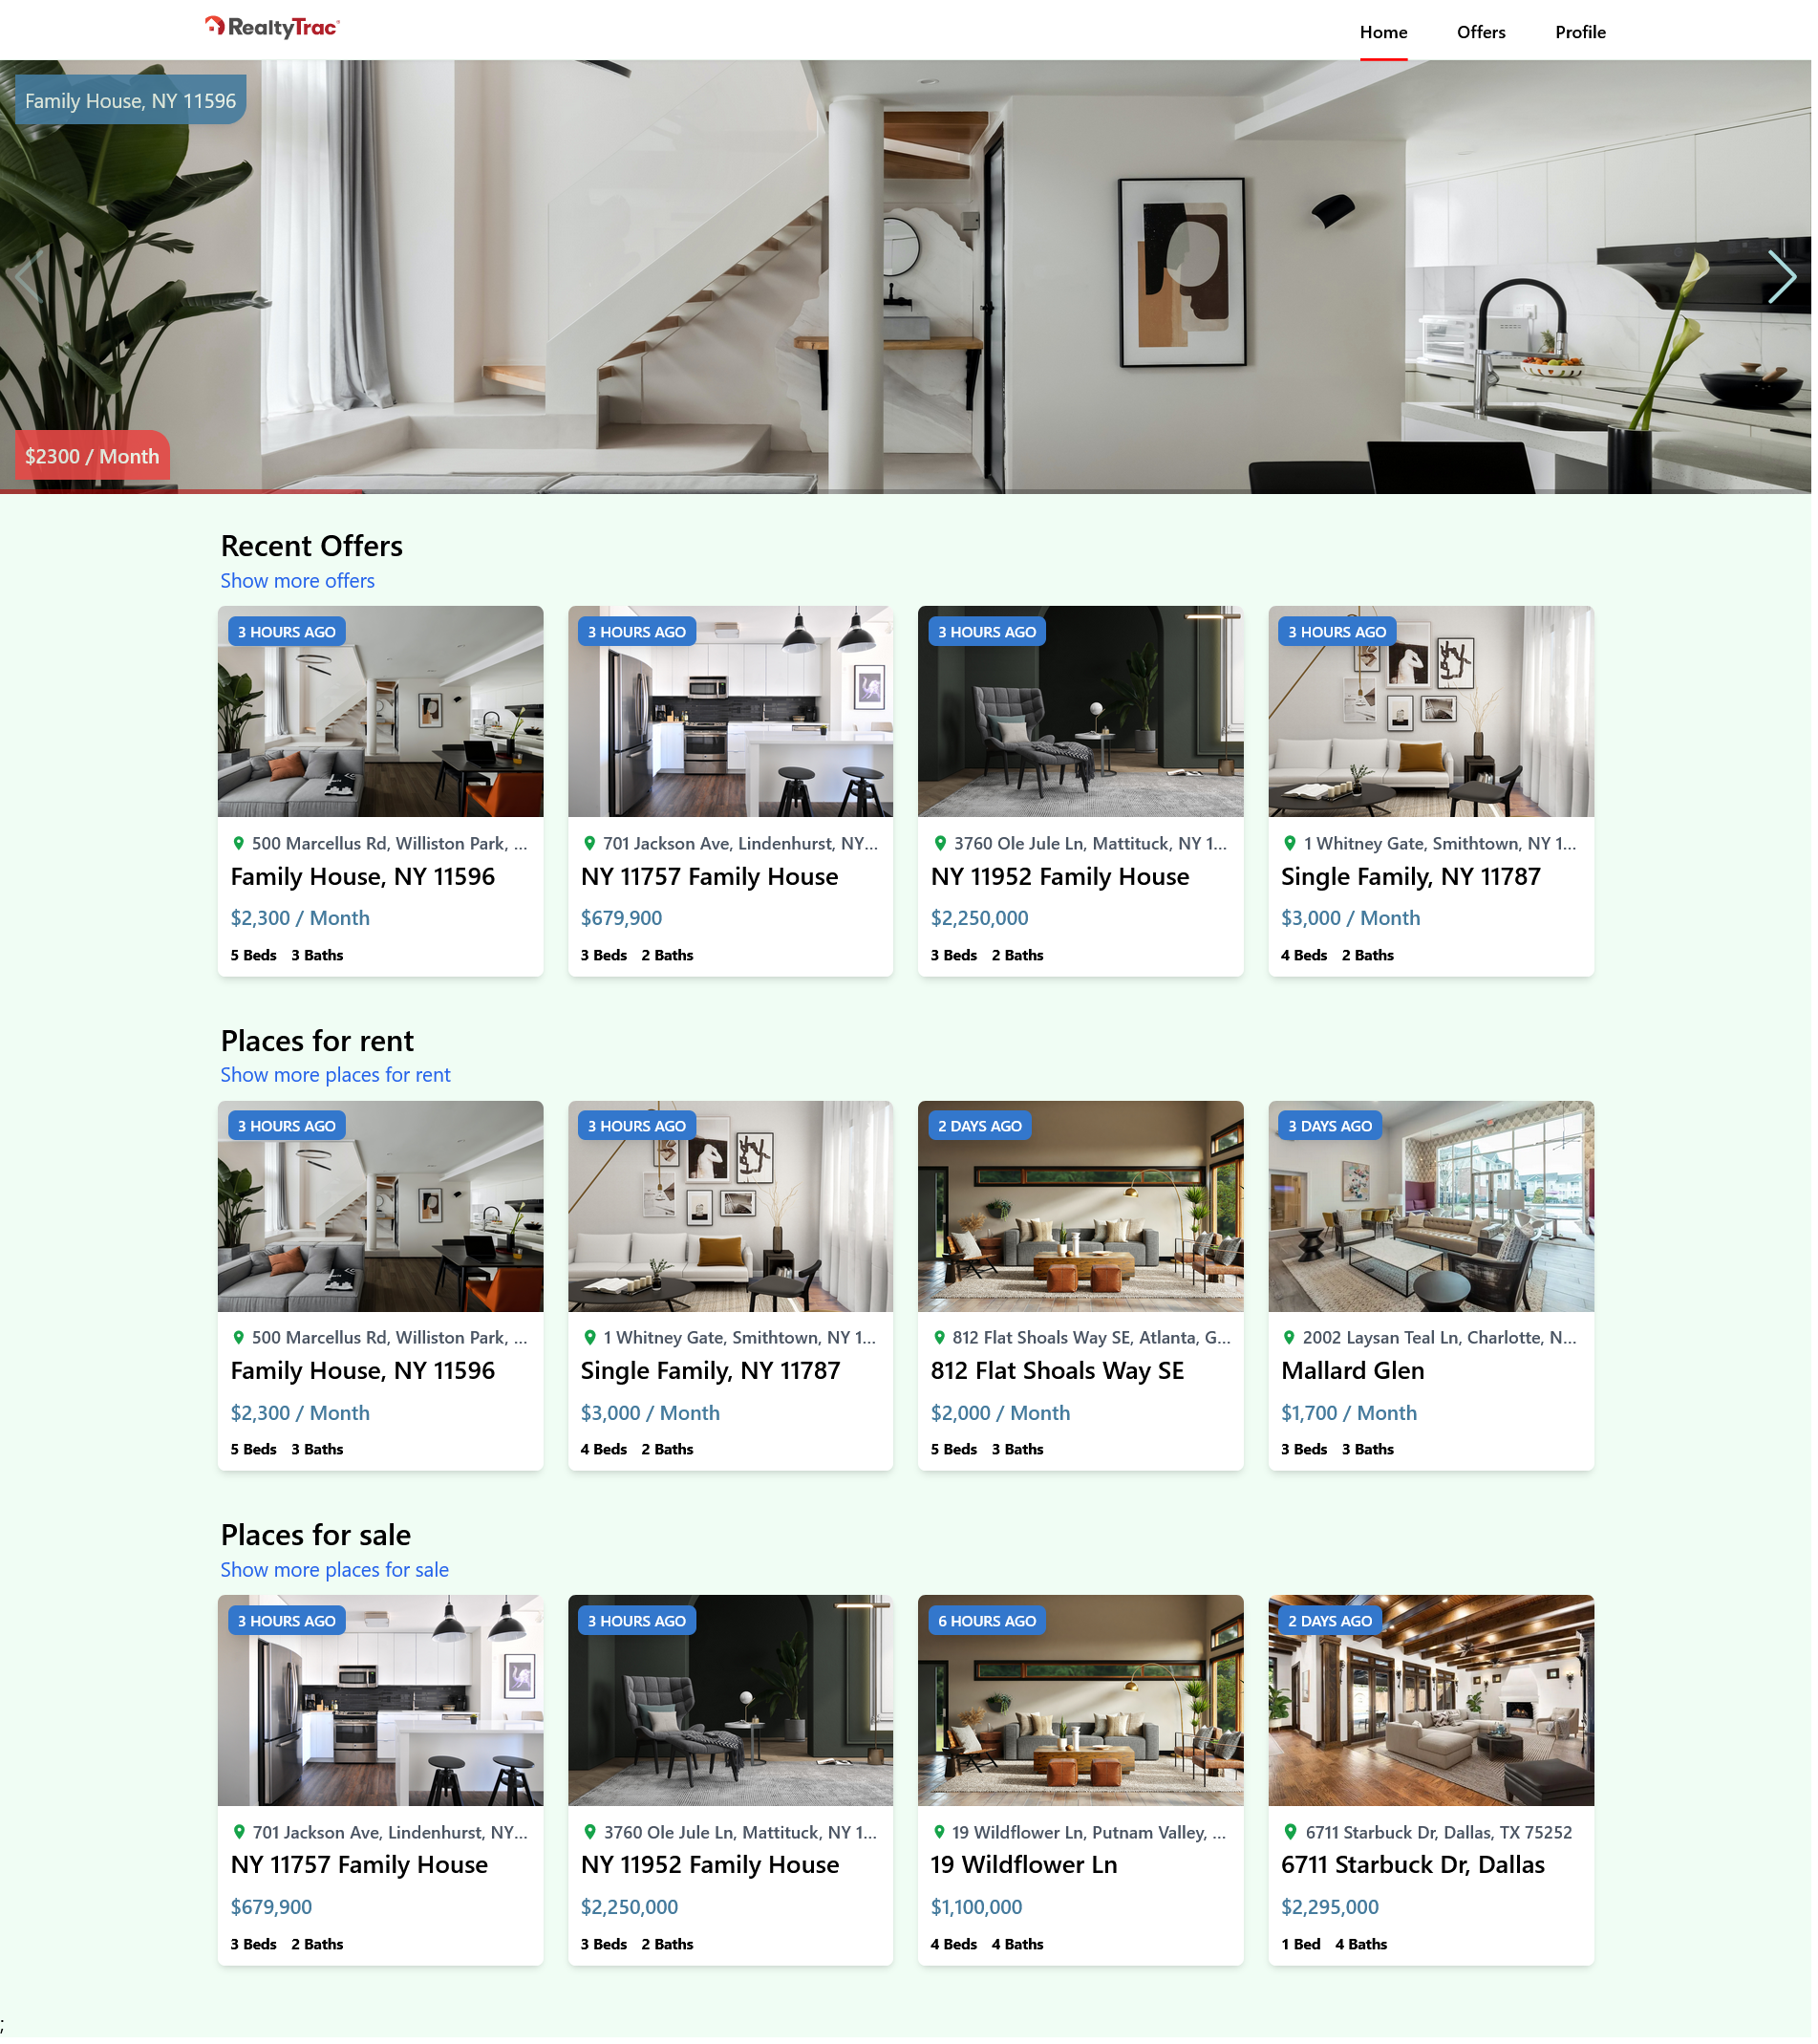 RealtyTrac
Home Offers Profile
Family House, NY 11596
$2300 / Month
Recent Offers
Show more offers
3 HOURS AGO 3 HOURS AGO 3 HOURS AGO 3 HOURS AGO
500 Marcellus Rd, Williston Park, ... 701 Jackson Ave, Lindenhurst, NY... 3760 Ole Jule Ln, Mattituck, NY 1... 1 Whitney Gate, Smithtown, NY 1...
Family House, NY 11596 NY 11757 Family House NY 11952 Family House Single Family, NY 11787
$2,300 / Month $679,900 $2,250,000 $3,000 / Month
5 Beds 3 Baths 3 Beds 2 Baths 3 Beds 2 Baths 4 Beds 2 Baths
Places for rent
Show more places for rent
3 HOURS AGO 3 HOURS AGO 2 DAYS AGO 3 DAYS AGO
500 Marcellus Rd, Williston Park, ... 1 Whitney Gate, Smithtown, NY 1... 812 Flat Shoals Way SE, Atlanta, G... 2002 Laysan Teal Ln, Charlotte, N...
Family House, NY 11596 Single Family, NY 11787 812 Flat Shoals Way SE Mallard Glen
$2,300 / Month $3,000 / Month $2,000 / Month $1,700 / Month
5 Beds 3 Baths 4 Beds 2 Baths 5 Beds 3 Baths 3 Beds 3 Baths
Places for sale
Show more places for sale
3 HOURS AGO 3 HOURS AGO 6 HOURS AGO 2 DAYS AGO
701 Jackson Ave, Lindenhurst, NY... 3760 Ole Jule Ln, Mattituck, NY 1... 19 Wildflower Ln, Putnam Valley, ... 6711 Starbuck Dr, Dallas, TX 75252
NY 11757 Family House NY 11952 Family House 19 Wildflower Ln 6711 Starbuck Dr, Dallas
$679,900 $2,250,000 $1,100,000 $2,295,000
3 Beds 2 Baths 3 Beds 2 Baths 4 Beds 4 Baths 1 Bed 4 Baths
;